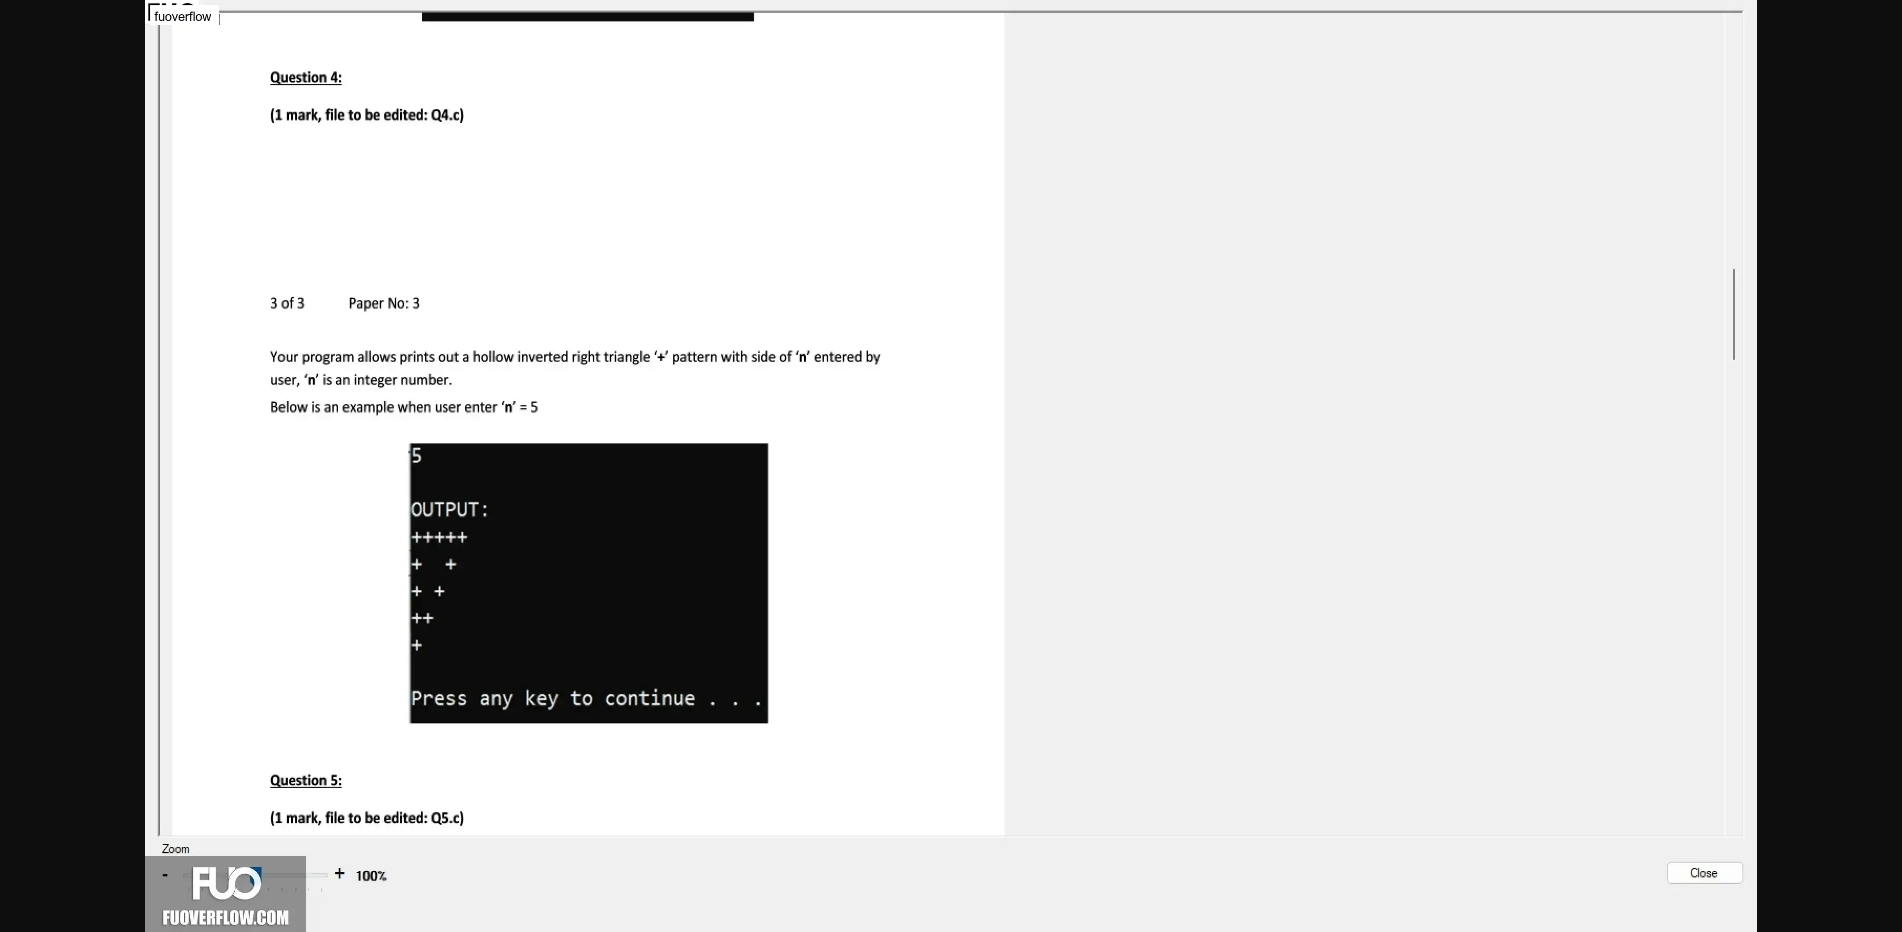 fuoverflow
Question 4:
(1 mark, file to be edited: Q4.c)
3 of 3 Paper No: 3
Your program allows prints out a hollow inverted right triangle ‘+’ pattern with side of ‘n’ entered by
user, ‘n’ is an integer number.
Below is an example when user enter ‘n’ = 5
5
OUTPUT:
+++++
+  +
+ +
++
+
Press any key to continue . . .
Question 5:
(1 mark, file to be edited: Q5.c)
Zoom
- + 100%
Close
FUO
FUOVERFLOW.COM